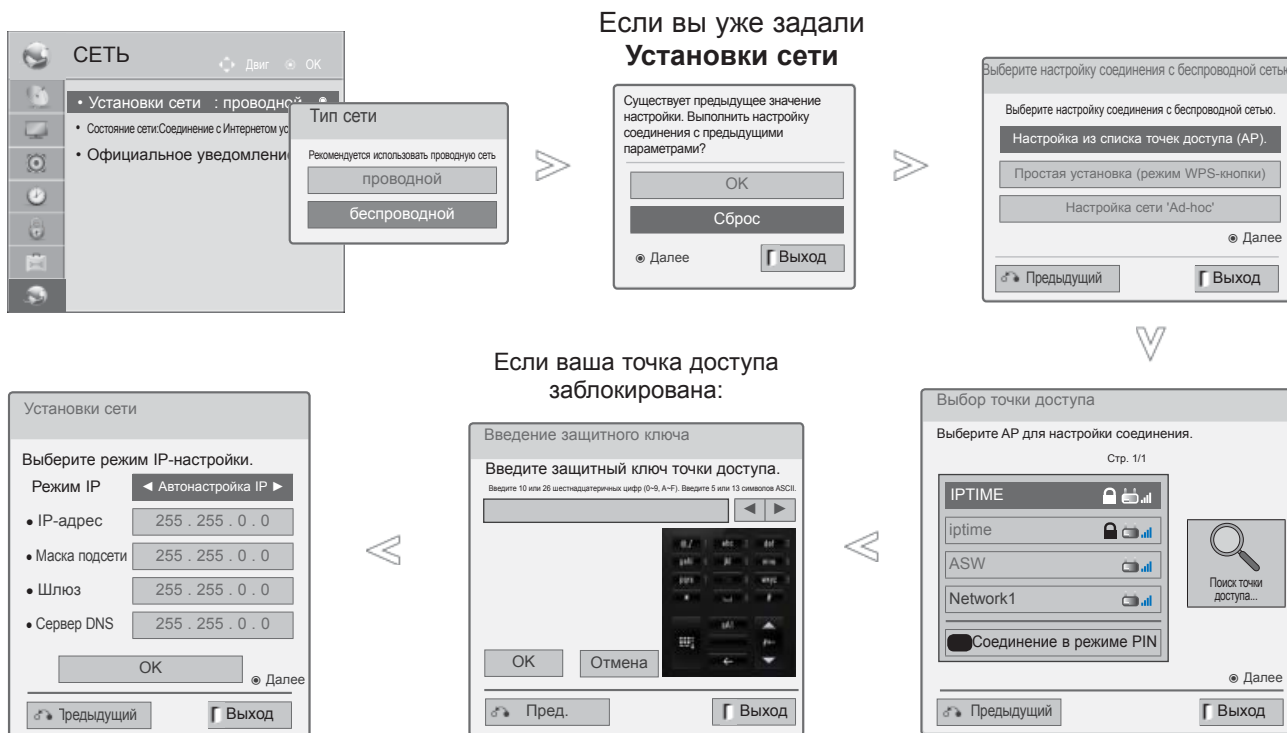 СЕТЬ
Двиг ОК
• Установки сети : проводной
• Состояние сети:Соединение с Интернетом ус
• Официальное уведомление
Тип сети
Рекомендуется использовать проводную сеть
проводной
беспроводной
Если вы уже задали
Установки сети
Существует предыдущее значение
настройки. Выполнить настройку
соединения с предыдущими
параметрами?
ОК
Сброс
Далее
Выход
Выберите настройку соединения с беспроводной сетью
Выберите настройку соединения с беспроводной сетью.
Настройка из списка точек доступа (AP).
Простая установка (режим WPS-кнопки)
Настройка сети 'Ad-hoc'
Далее
Предыдущий
Выход
Выбор точки доступа
Выберите AP для настройки соединения.
Стр. 1/1
IPTIME
iptime
ASW
Network1
Соединение в режиме PIN
Поиск точки
доступа...
Далее
Предыдущий
Выход
Если ваша точка доступа
заблокирована:
Введение защитного ключа
Введите защитный ключ точки доступа.
Введите 10 или 26 шестнадцатеричных цифр (0~9, A~F). Введите 5 или 13 символов ASCII.
ОК
Отмена
Пред.
Выход
Установки сети
Выберите режим IP-настройки.
Режим IP ◄ Автонастройка IP ►
• IP-адрес 255 . 255 . 0 . 0
• Маска подсети 255 . 255 . 0 . 0
• Шлюз 255 . 255 . 0 . 0
• Сервер DNS 255 . 255 . 0 . 0
ОК
Далее
Предыдущий
Выход